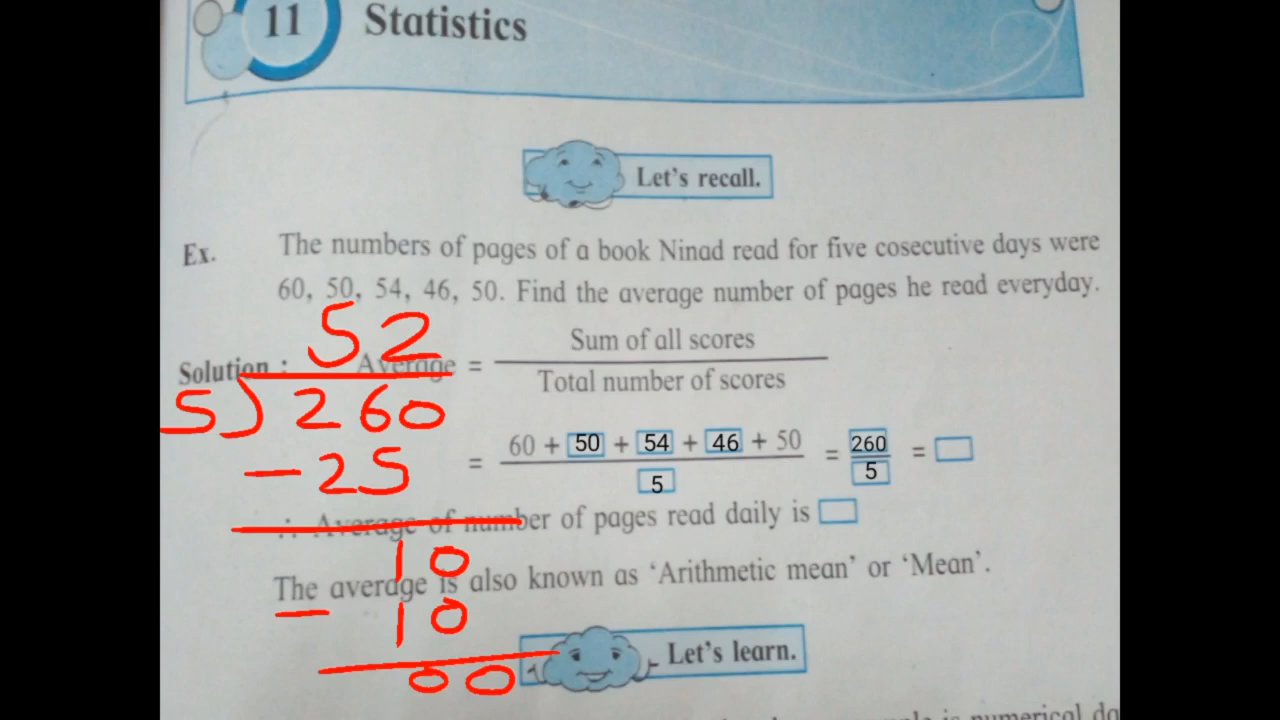 11 Statistics
Let's recall.
Ex. The numbers of pages of a book Ninad read for five cosecutive days were
60, 50, 54, 46, 50. Find the average number of pages he read everyday.
52
Solution : Average = Sum of all scores
Total number of scores
5) 260
= 60 + 50 + 54 + 46 + 50 = 260 =
5 5
- 25
∴ Average of number of pages read daily is
10
The average is also known as 'Arithmetic mean' or 'Mean'.
- 10
00
Let's learn.
is numerical da